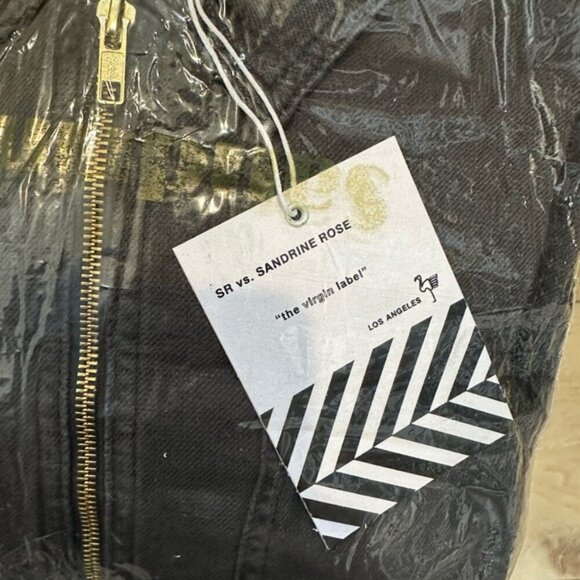 SR vs. SANDRINE ROSE
"the virgin label"
LOS ANGELES